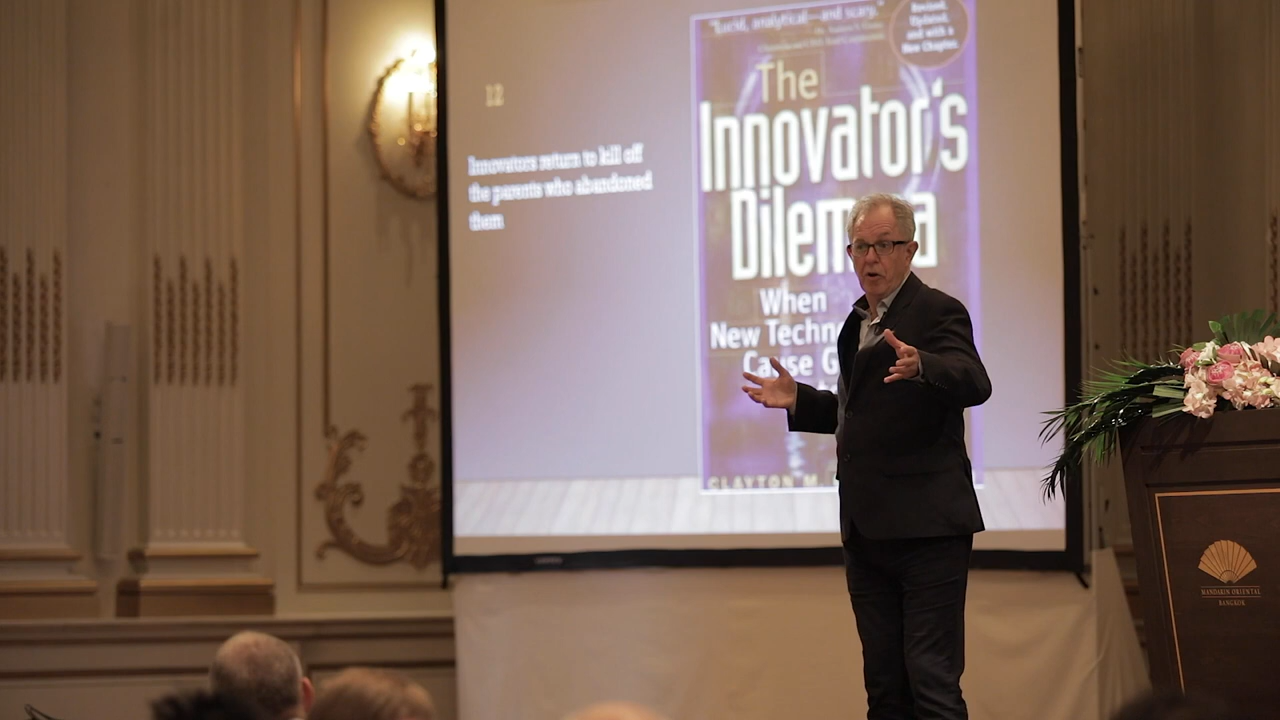 12
Innovators return to kill off
the parents who abandoned
them
"Lucid, analytical—and scary."
Revised,
Updated,
and with a
New Chapter.
The
Innovator's
Dilemma
When
New Techno
Cause G
CLAYTON M.
MANDARIN ORIENTAL
BANGKOK